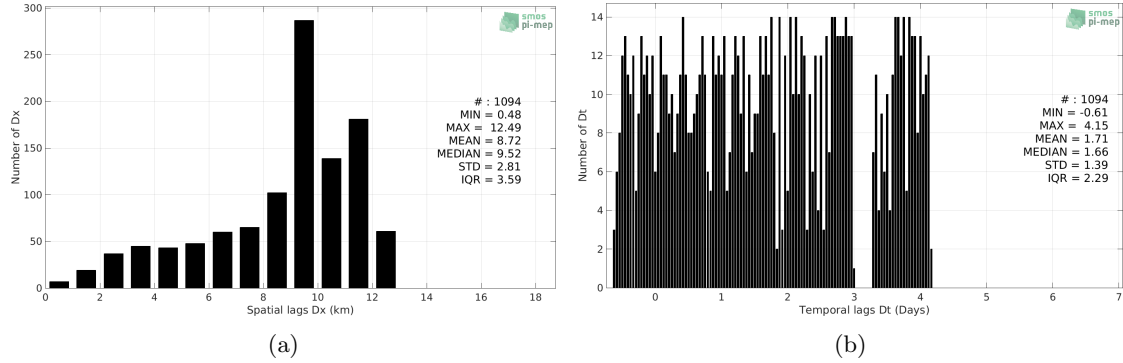 300
250
200
150
100
50
0
Number of Dx
0 2 4 6 8 10 12 14 16 18
Spatial lags Dx (km)
smos
pi-mep
# : 1094
MIN = 0.48
MAX = 12.49
MEAN = 8.72
MEDIAN = 9.52
STD = 2.81
IQR = 3.59
(a)
14
12
10
8
6
4
2
0
Number of Dt
0 1 2 3 4 5 6 7
Temporal lags Dt (Days)
smos
pi-mep
# : 1094
MIN = -0.61
MAX = 4.15
MEAN = 1.71
MEDIAN = 1.66
STD = 1.39
IQR = 2.29
(b)